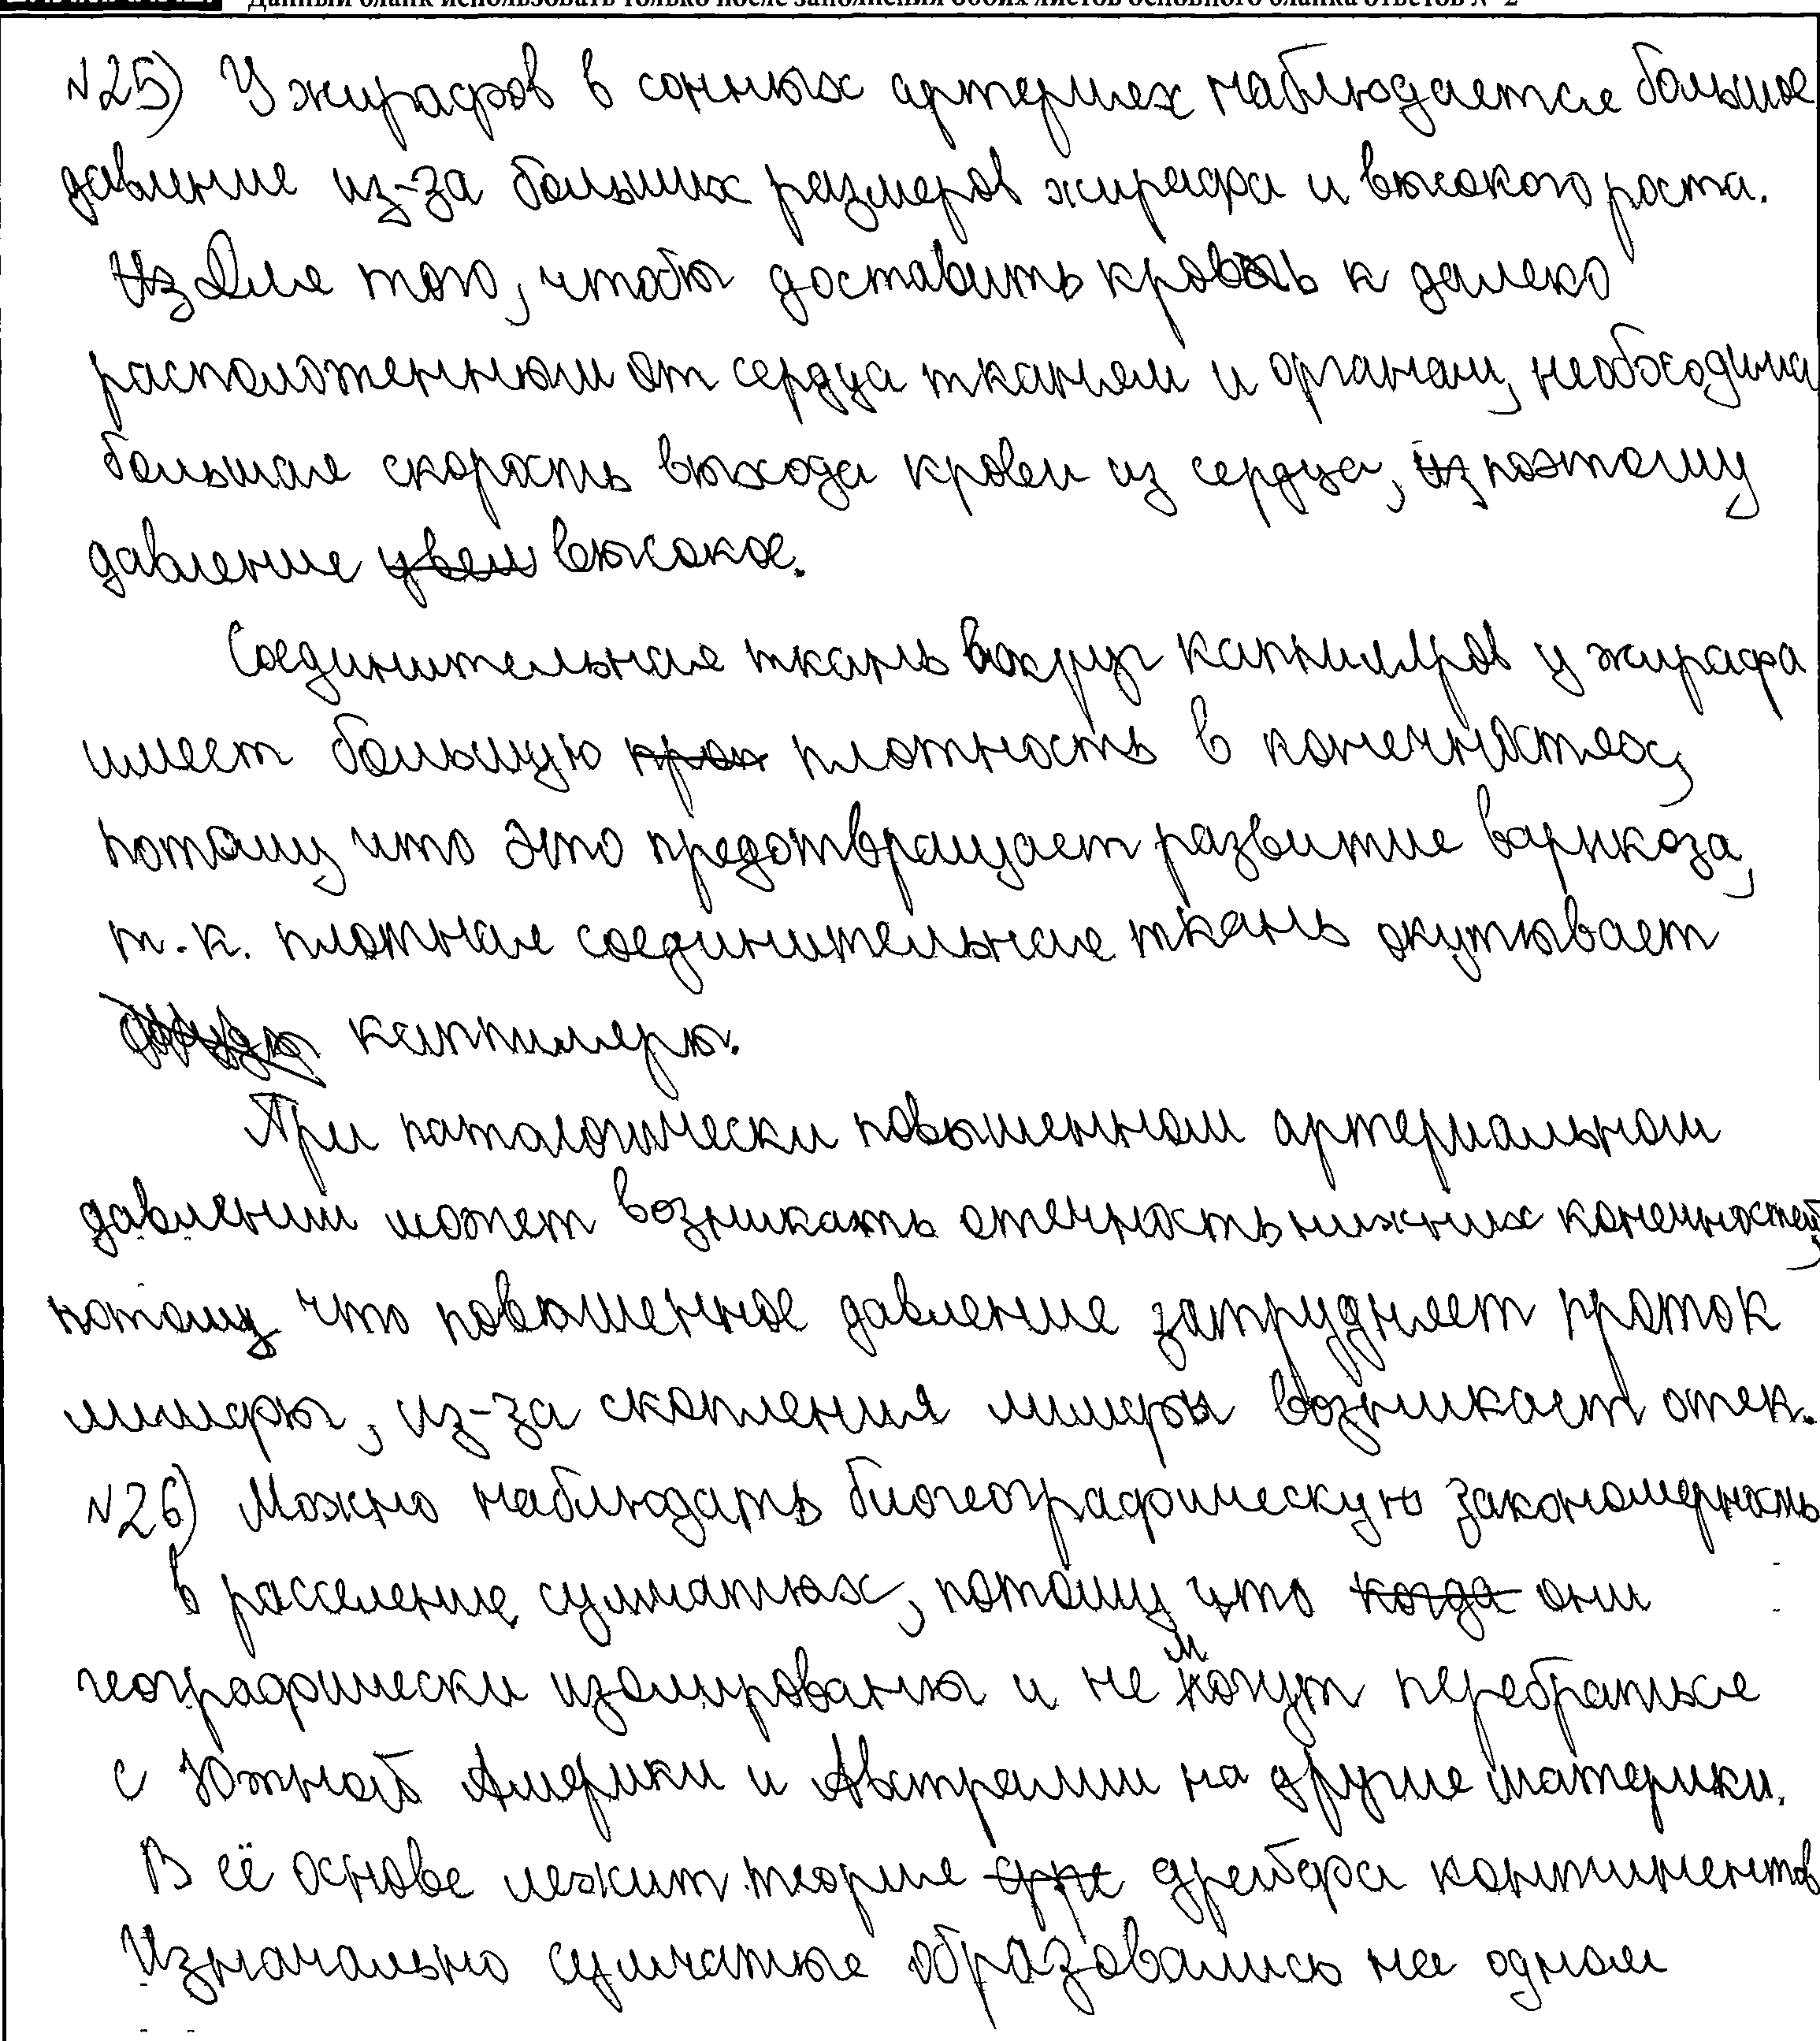 Данный бланк использовать только после заполнения обоих листов основного бланка ответов № 2
№25) У жирафов в сонных артериях наблюдается большое
давление из-за больших размеров жирафа и высокого роста.
Из Для того, чтобы доставить кровь к далеко
расположенным от сердца тканям и органам, необходима
большая скорость выхода крови из сердца, из поэтому
давление увел высокое.
Соединительная ткань вокруг капилляров у жирафа
имеет большую проп плотность в конечностях,
потому что это предотвращает развитие варикоза,
т.к. плотная соединительная ткань окутывает
капилляры.
При патологически повышенном артериальном
давлении может возникать отечность нижних конечностей,
потому что повышенное давление затрудняет проток
лимфы, из-за скопления лимфы возникает отек.
№26) Можно наблюдать биогеографическую закономерность
в расселение сумчатых, потому что когда они
географически изолированы и не могут перебраться
с Южной Америки и Австралии на другие материки.
В её основе лежит теория дрейфа континентов
Изначально сумчатые образовались на одном